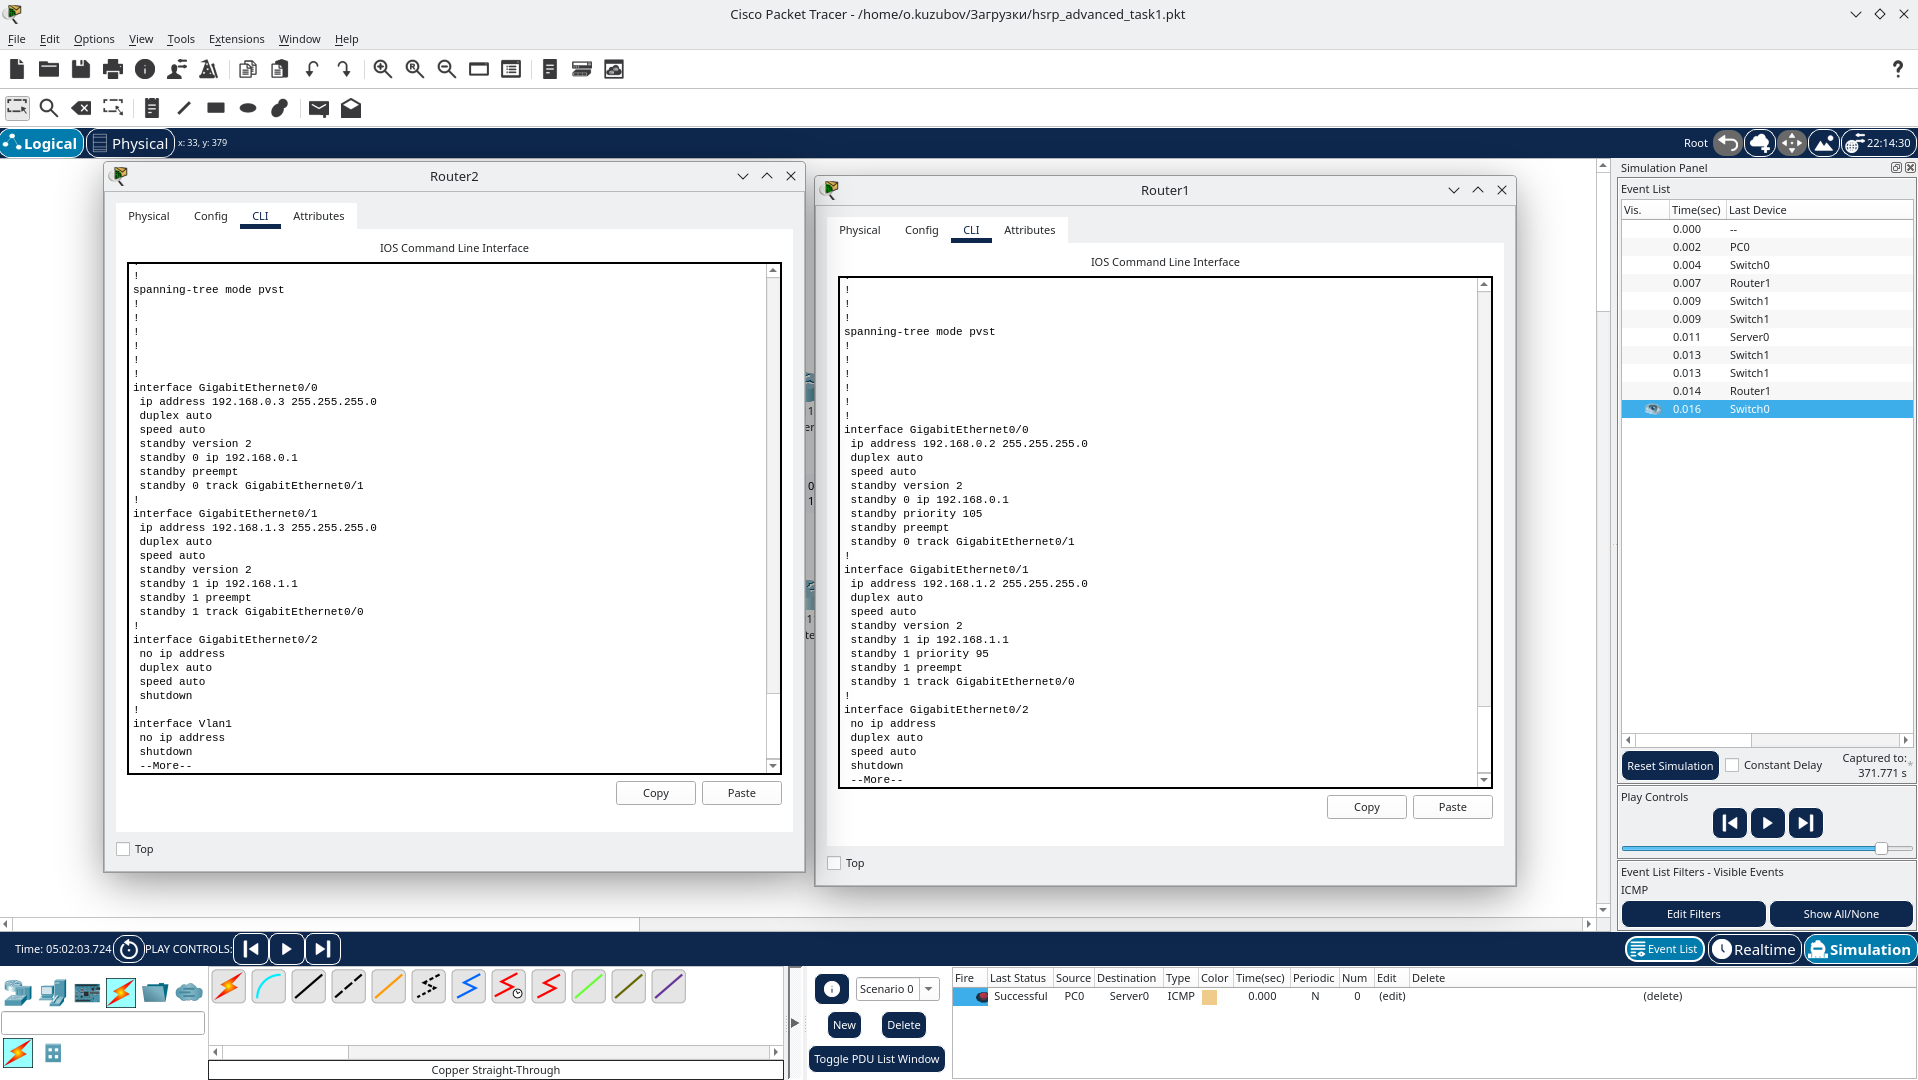 Cisco Packet Tracer - /home/o.kuzubov/Загрузки/hsrp_advanced_task1.pkt
File Edit Options View Tools Extensions Window Help
Logical Physical x: 33, y: 379
Root 22:14:30
Router2
Physical Config CLI Attributes
IOS Command Line Interface
!
spanning-tree mode pvst
!
!
!
!
!
!
interface GigabitEthernet0/0
ip address 192.168.0.3 255.255.255.0
duplex auto
speed auto
standby version 2
standby 0 ip 192.168.0.1
standby preempt
standby 0 track GigabitEthernet0/1
!
interface GigabitEthernet0/1
ip address 192.168.1.3 255.255.255.0
duplex auto
speed auto
standby version 2
standby 1 ip 192.168.1.1
standby 1 preempt
standby 1 track GigabitEthernet0/0
!
interface GigabitEthernet0/2
no ip address
duplex auto
speed auto
shutdown
!
interface Vlan1
no ip address
shutdown
--More--
Copy Paste
Top
Router1
Physical Config CLI Attributes
IOS Command Line Interface
!
!
!
spanning-tree mode pvst
!
!
!
!
!
!
interface GigabitEthernet0/0
ip address 192.168.0.2 255.255.255.0
duplex auto
speed auto
standby version 2
standby 0 ip 192.168.0.1
standby priority 105
standby preempt
standby 0 track GigabitEthernet0/1
!
interface GigabitEthernet0/1
ip address 192.168.1.2 255.255.255.0
duplex auto
speed auto
standby version 2
standby 1 ip 192.168.1.1
standby 1 priority 95
standby 1 preempt
standby 1 track GigabitEthernet0/0
!
interface GigabitEthernet0/2
no ip address
duplex auto
speed auto
shutdown
--More--
Copy Paste
Top
Simulation Panel
Event List
Vis. Time(sec) Last Device
0.000 --
0.002 PC0
0.004 Switch0
0.007 Router1
0.009 Switch1
0.009 Switch1
0.011 Server0
0.013 Switch1
0.013 Switch1
0.014 Router1
0.016 Switch0
Reset Simulation Constant Delay Captured to: *
371.771 s
Play Controls
Event List Filters - Visible Events
ICMP
Edit Filters Show All/None
Time: 05:02:03.724 PLAY CONTROLS:
Event List Realtime Simulation
Copper Straight-Through
Scenario 0
New Delete
Toggle PDU List Window
Fire Last Status Source Destination Type Color Time(sec) Periodic Num Edit Delete
Successful PC0 Server0 ICMP 0.000 N 0 (edit) (delete)